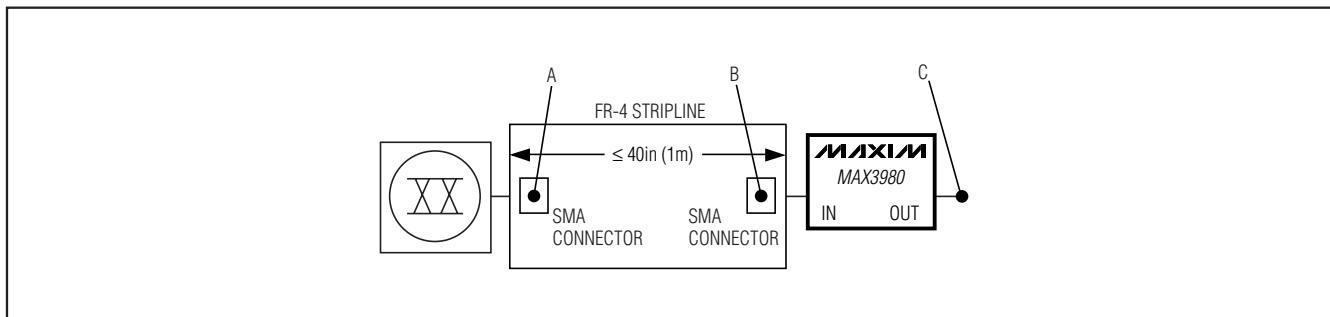 A
B
C
FR-4 STRIPLINE
≤ 40in (1m)
SMA
CONNECTOR
SMA
CONNECTOR
MAXIM
MAX3980
IN OUT